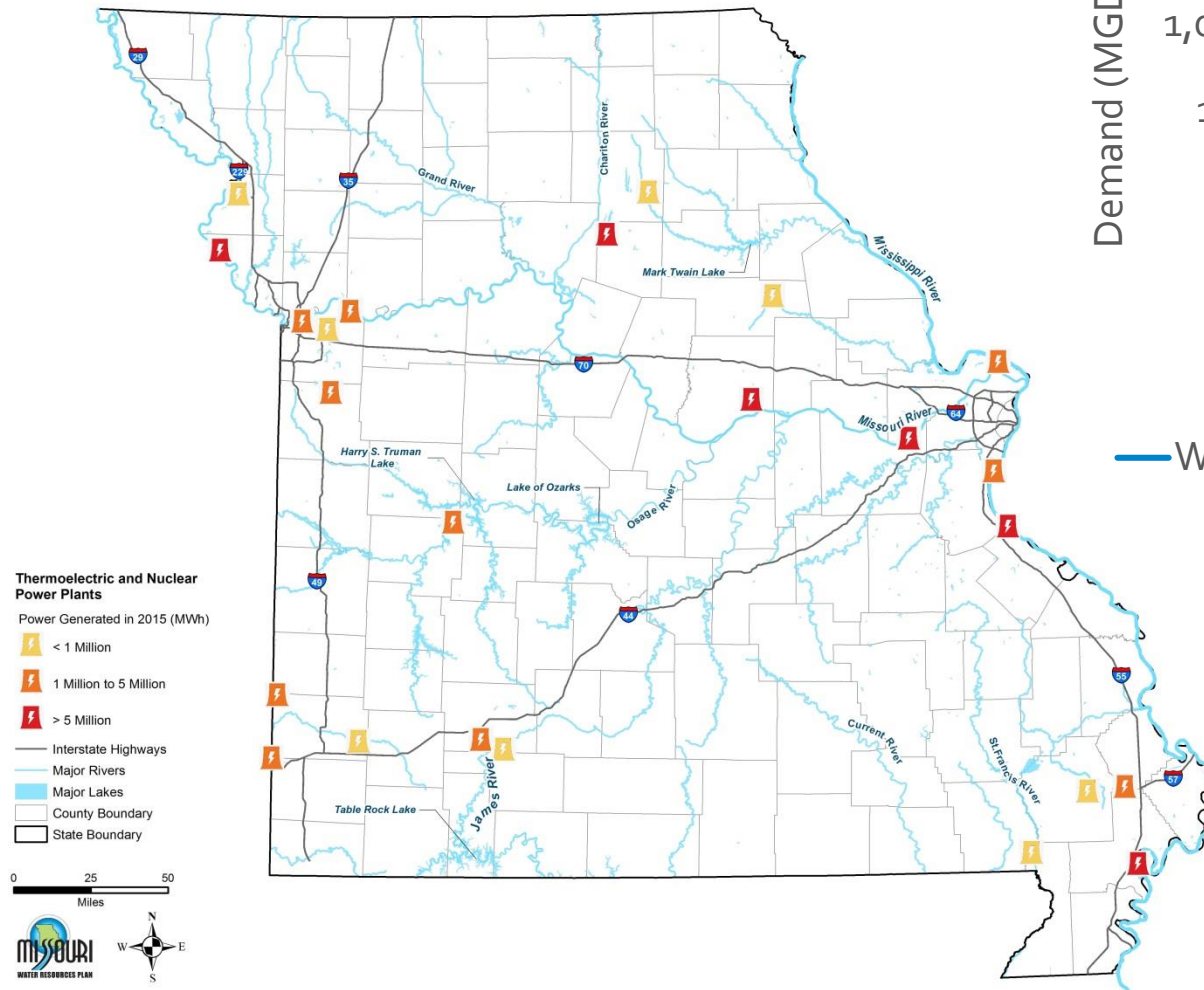 Demand (MGD
1,0
1
29
229
35
Grand River
Chariton River
Mark Twain Lake
Mississippi River
70
Missouri River
64
Harry S. Truman
Lake
Lake of Ozarks
Osage River
W
49
44
55
Current River
St.Francis River
57
James River
Table Rock Lake
Thermoelectric and Nuclear
Power Plants
Power Generated in 2015 (MWh)
< 1 Million
1 Million to 5 Million
> 5 Million
Interstate Highways
Major Rivers
Major Lakes
County Boundary
State Boundary
0 25 50
Miles
MISSOURI
WATER RESOURCES PLAN
N
W E
S